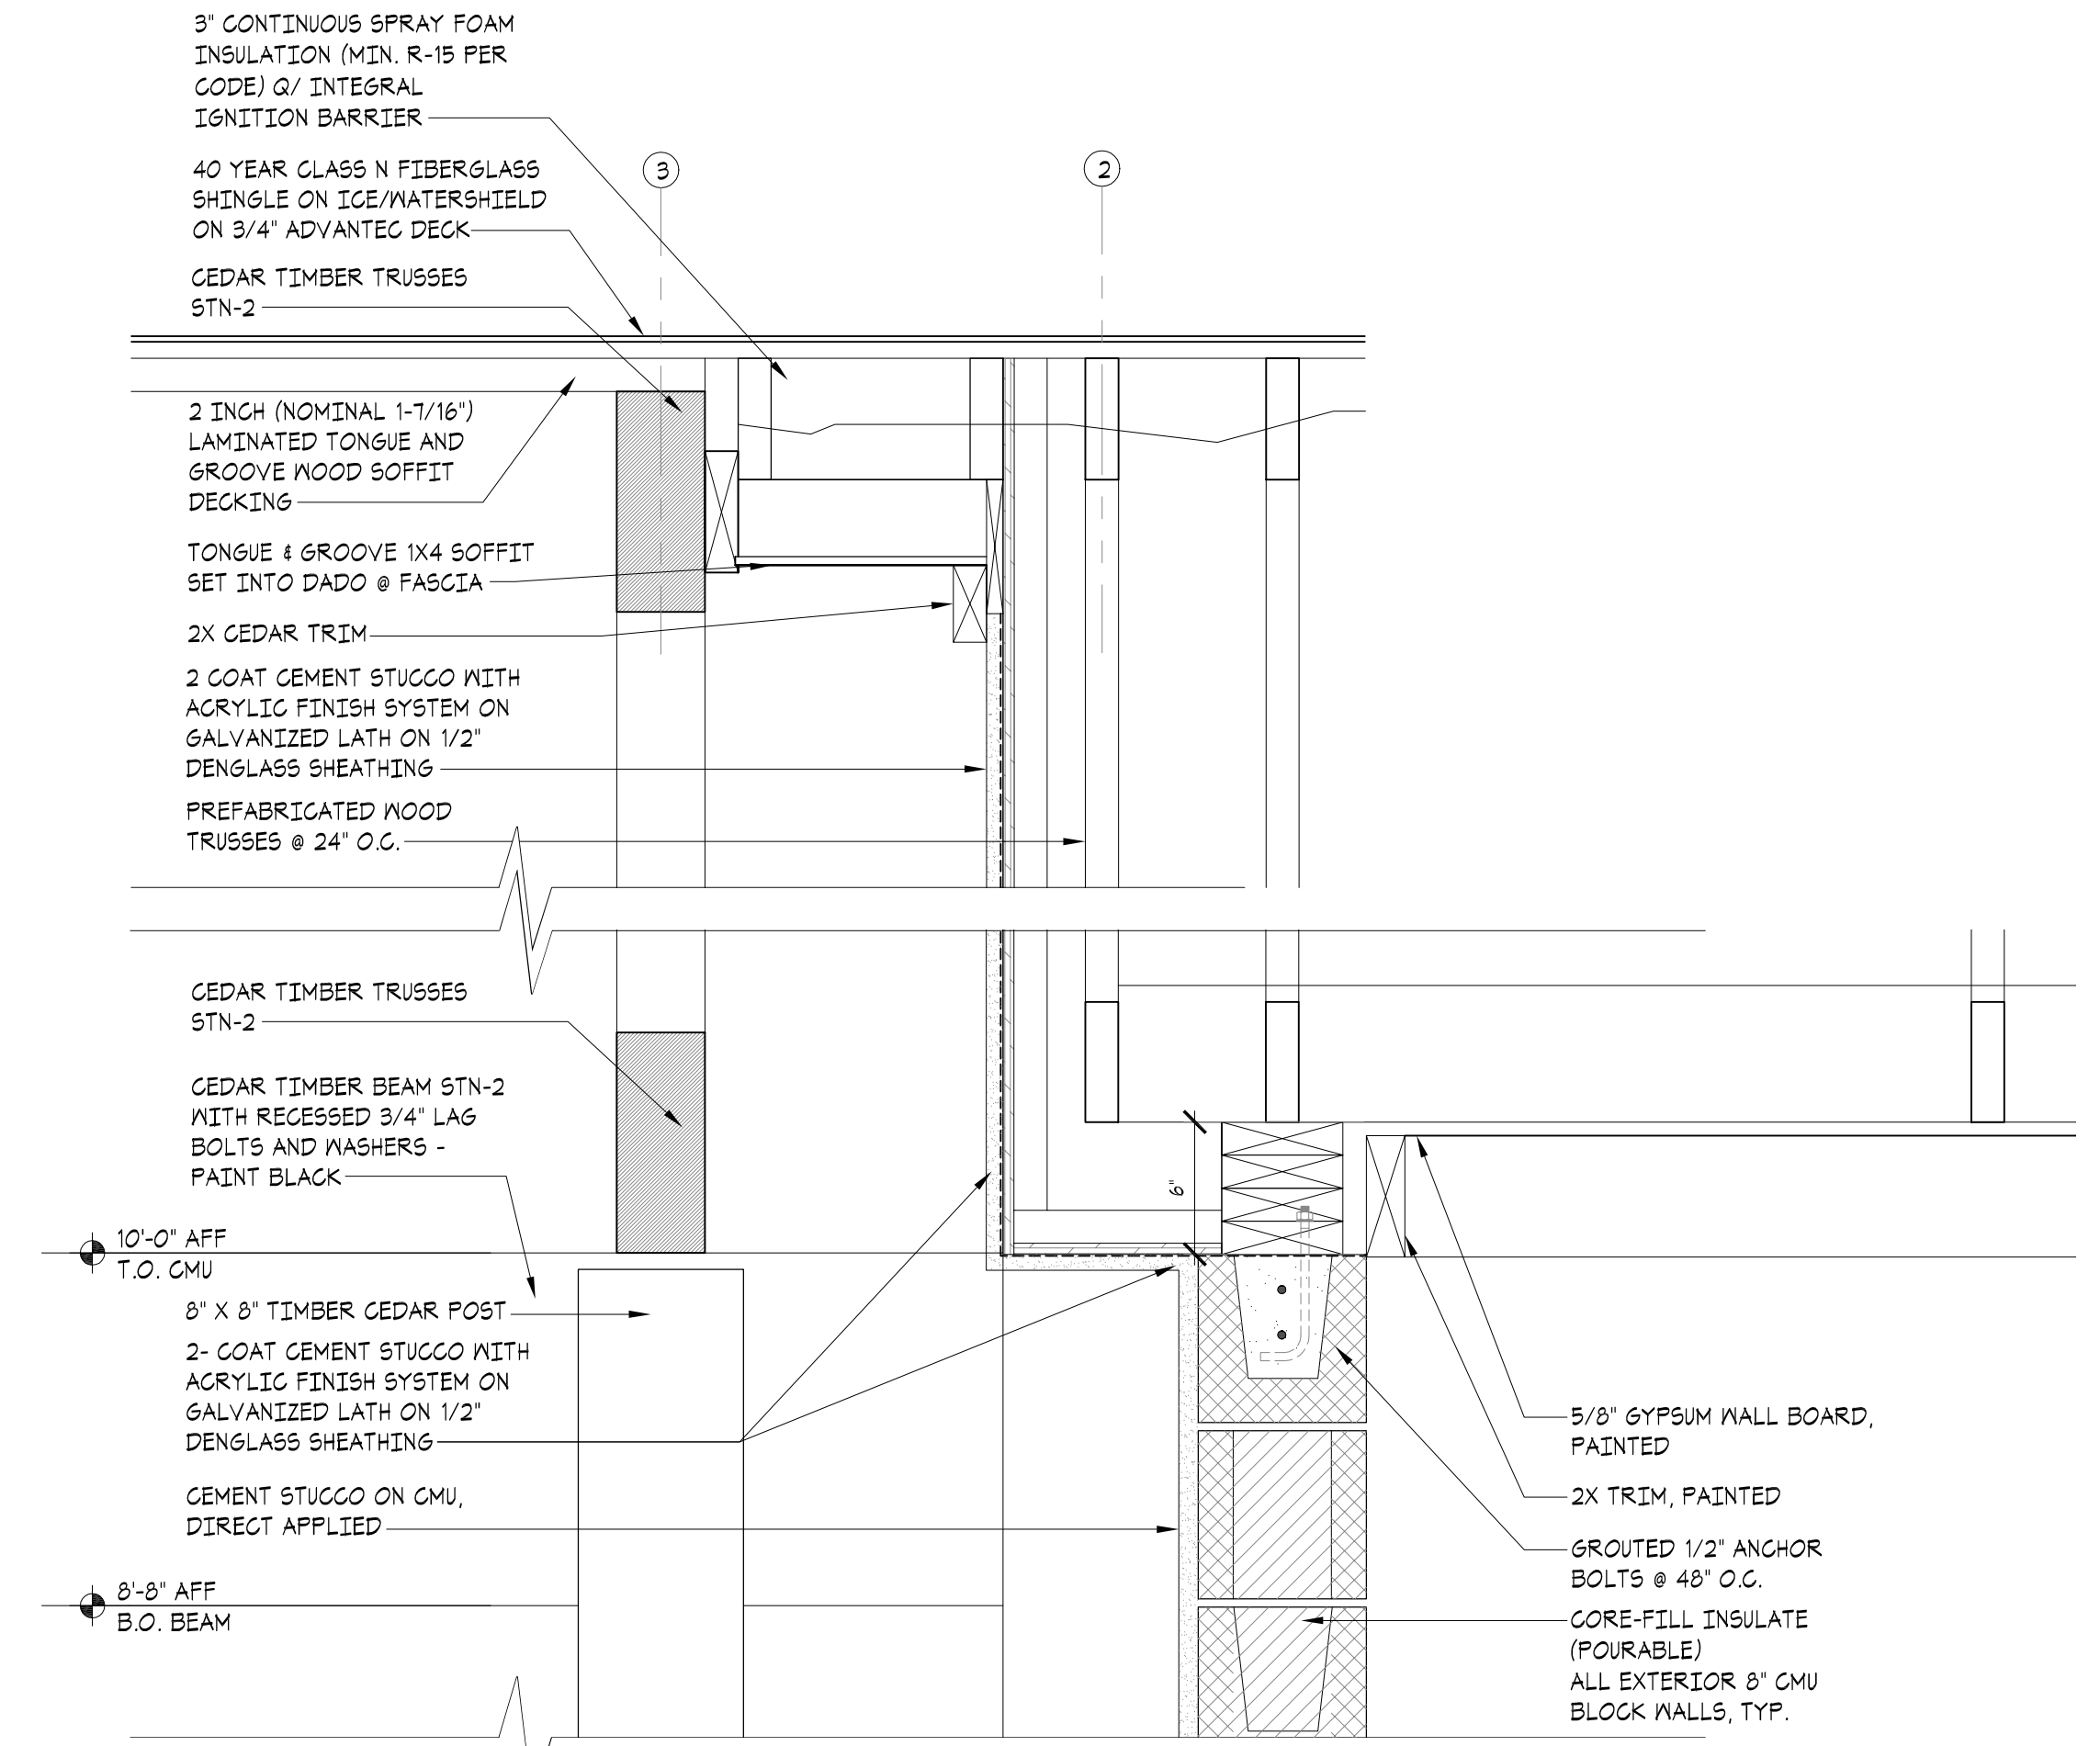 3" CONTINUOUS SPRAY FOAM
INSULATION (MIN. R-15 PER
CODE) Q/ INTEGRAL
IGNITION BARRIER
40 YEAR CLASS N FIBERGLASS
SHINGLE ON ICE/WATERSHIELD
ON 3/4" ADVANTEC DECK
3
2
CEDAR TIMBER TRUSSES
STN-2
2 INCH (NOMINAL 1-7/16")
LAMINATED TONGUE AND
GROOVE WOOD SOFFIT
DECKING
TONGUE & GROOVE 1X4 SOFFIT
SET INTO DADO @ FASCIA
2X CEDAR TRIM
2 COAT CEMENT STUCCO WITH
ACRYLIC FINISH SYSTEM ON
GALVANIZED LATH ON 1/2"
DENGLASS SHEATHING
PREFABRICATED WOOD
TRUSSES @ 24" O.C.
CEDAR TIMBER TRUSSES
STN-2
CEDAR TIMBER BEAM STN-2
WITH RECESSED 3/4" LAG
BOLTS AND WASHERS -
PAINT BLACK
6"
10'-0" AFF
T.O. CMU
8" X 8" TIMBER CEDAR POST
2- COAT CEMENT STUCCO WITH
ACRYLIC FINISH SYSTEM ON
GALVANIZED LATH ON 1/2"
DENGLASS SHEATHING
CEMENT STUCCO ON CMU,
DIRECT APPLIED
8'-8" AFF
B.O. BEAM
5/8" GYPSUM WALL BOARD,
PAINTED
2X TRIM, PAINTED
GROUTED 1/2" ANCHOR
BOLTS @ 48" O.C.
CORE-FILL INSULATE
(POURABLE)
ALL EXTERIOR 8" CMU
BLOCK WALLS, TYP.